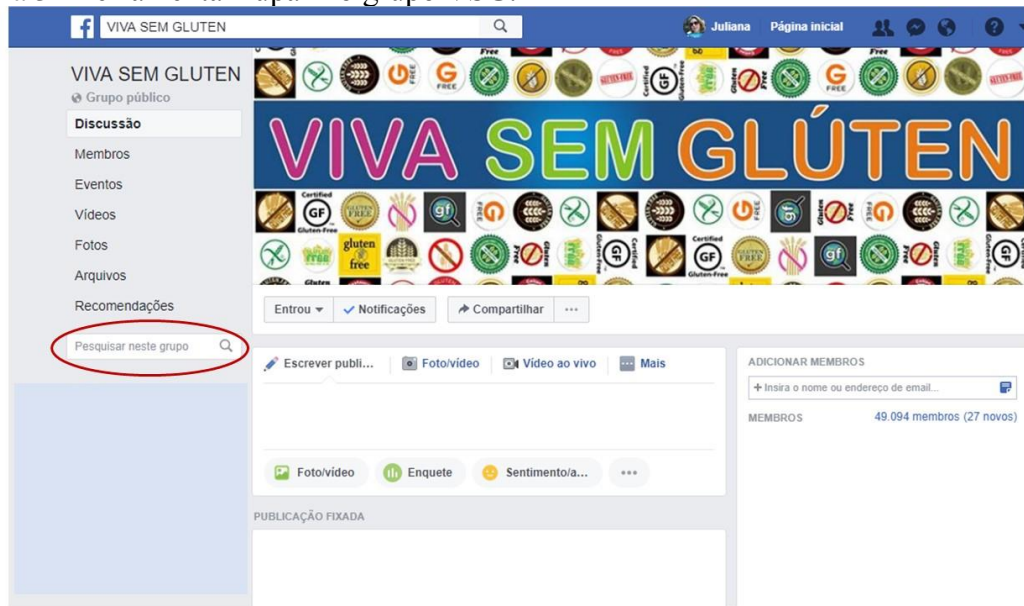 VIVA SEM GLUTEN
Juliana Página inicial
VIVA SEM GLUTEN
Grupo público
Discussão
Membros
Eventos
Vídeos
Fotos
Arquivos
Recomendações
Pesquisar neste grupo
VIVA SEM GLÚTEN
Entrou Notificações Compartilhar
Escrever publi... Foto/vídeo Vídeo ao vivo Mais
Foto/vídeo Enquete Sentimento/a...
PUBLICAÇÃO FIXADA
ADICIONAR MEMBROS
+ Insira o nome ou endereço de email...
MEMBROS 49.094 membros (27 novos)